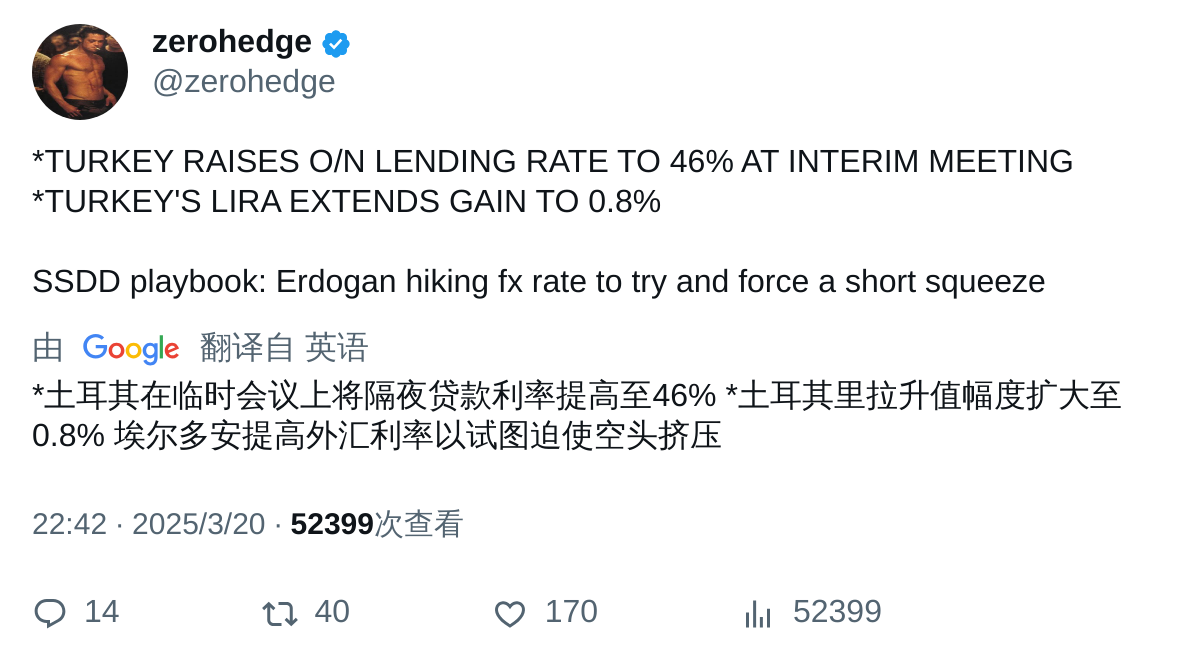 zerohedge
@zerohedge
*TURKEY RAISES O/N LENDING RATE TO 46% AT INTERIM MEETING
*TURKEY'S LIRA EXTENDS GAIN TO 0.8%
SSDD playbook: Erdogan hiking fx rate to try and force a short squeeze
由 Google 翻译自 英语
*土耳其在临时会议上将隔夜贷款利率提高至46% *土耳其里拉升值幅度扩大至
0.8% 埃尔多安提高外汇利率以试图迫使空头挤压
22:42 · 2025/3/20 · 52399次查看
14 40 170 52399